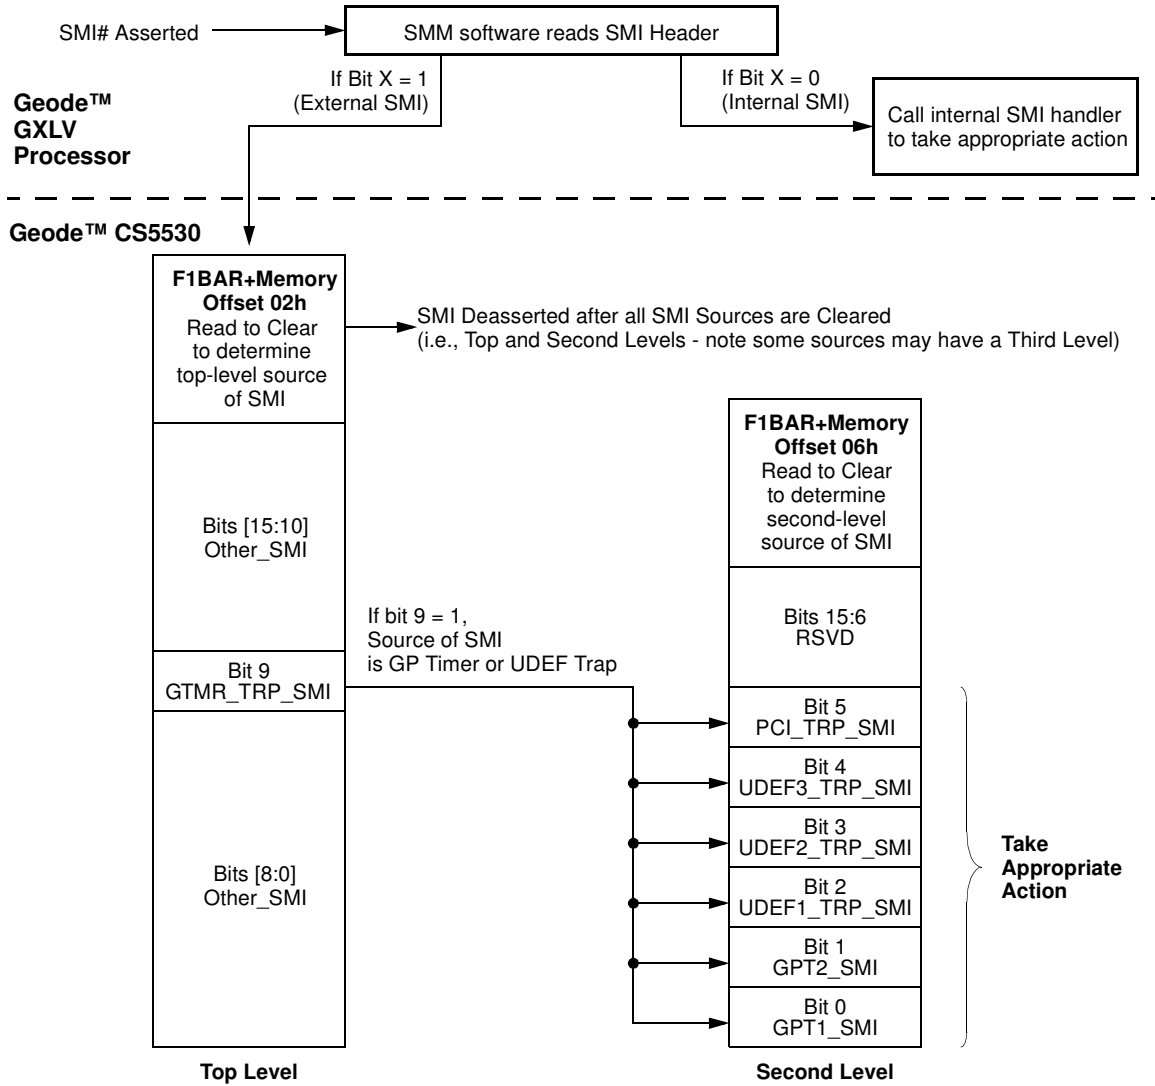 SMI# Asserted
SMM software reads SMI Header
If Bit X = 1
(External SMI)
If Bit X = 0
(Internal SMI)
Call internal SMI handler
to take appropriate action
Geode™
GXLV
Processor
Geode™ CS5530
F1BAR+Memory
Offset 02h
Read to Clear
to determine
top-level source
of SMI
SMI Deasserted after all SMI Sources are Cleared
(i.e., Top and Second Levels - note some sources may have a Third Level)
Bits [15:10]
Other_SMI
If bit 9 = 1,
Source of SMI
is GP Timer or UDEF Trap
Bit 9
GTMR_TRP_SMI
Bits [8:0]
Other_SMI
Top Level
F1BAR+Memory
Offset 06h
Read to Clear
to determine
second-level
source of SMI
Bits 15:6
RSVD
Bit 5
PCI_TRP_SMI
Bit 4
UDEF3_TRP_SMI
Bit 3
UDEF2_TRP_SMI
Bit 2
UDEF1_TRP_SMI
Bit 1
GPT2_SMI
Bit 0
GPT1_SMI
Take
Appropriate
Action
Second Level